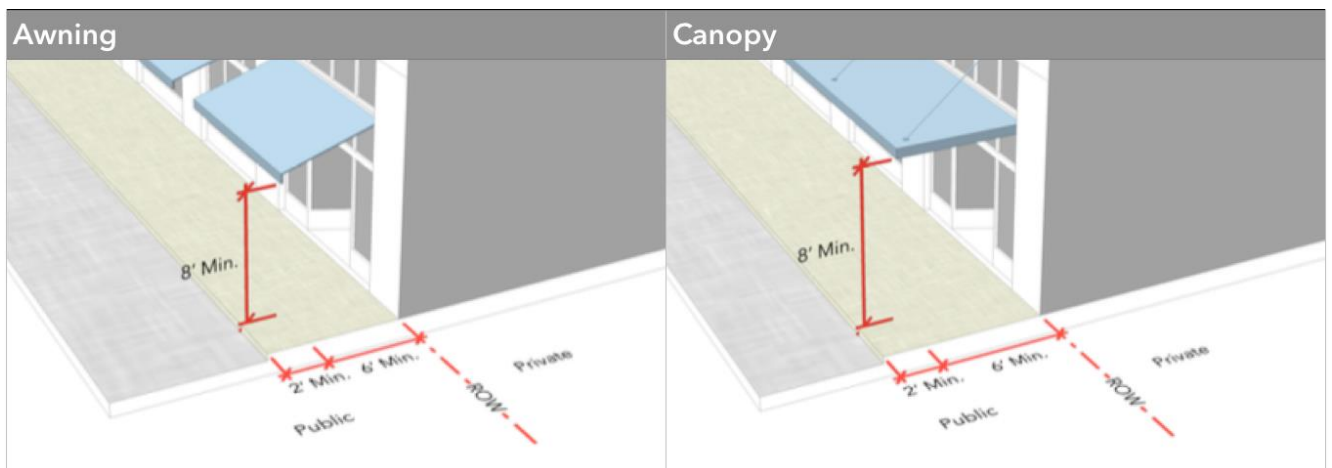 Awning
Canopy
8' Min.
2' Min.
6' Min.
Private
ROW
Public
8' Min.
2' Min.
6' Min.
Private
ROW
Public